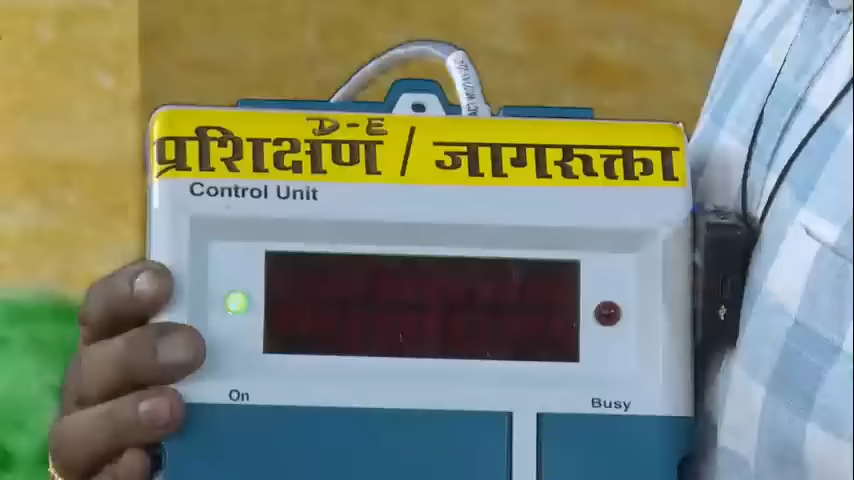 D-E
प्रशिक्षण / जागरूक्ता
Control Unit
On
Busy